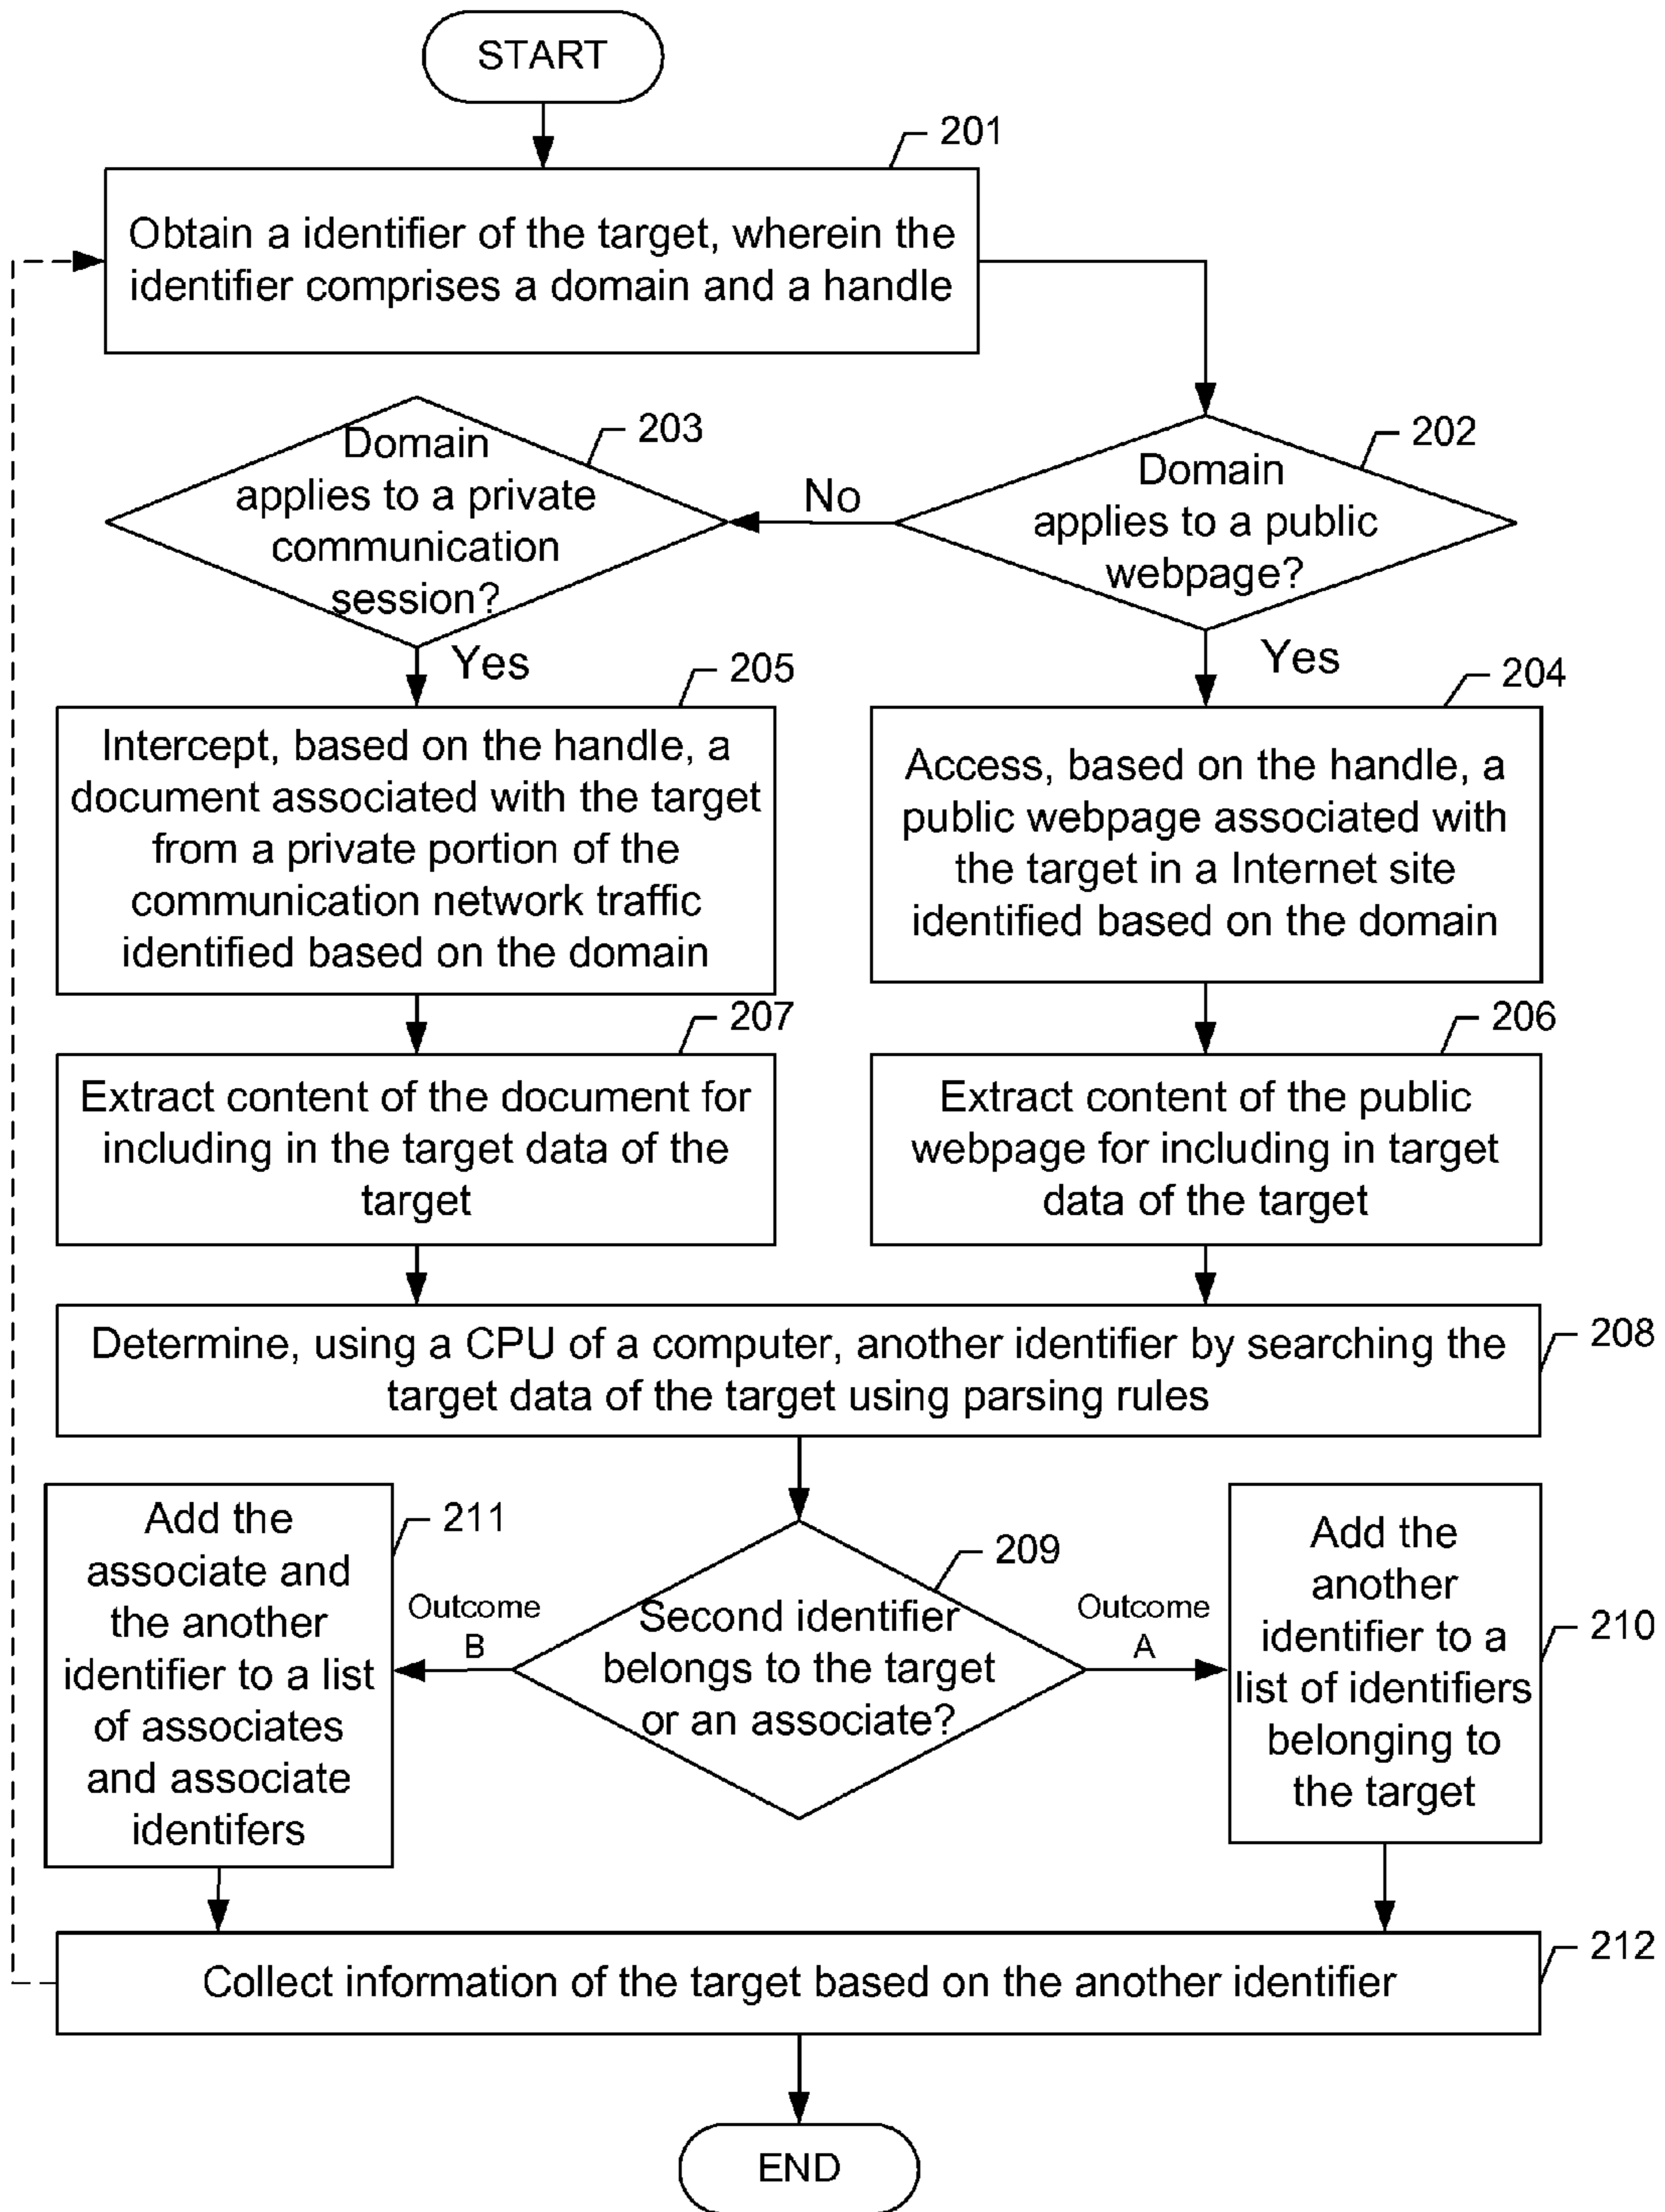 START
201
Obtain a identifier of the target, wherein the
identifier comprises a domain and a handle
203
Domain
applies to a private
communication
session?
No
202
Domain
applies to a public
webpage?
Yes
Yes
205
Intercept, based on the handle, a
document associated with the target
from a private portion of the
communication network traffic
identified based on the domain
204
Access, based on the handle, a
public webpage associated with
the target in a Internet site
identified based on the domain
207
Extract content of the document for
including in the target data of the
target
206
Extract content of the public
webpage for including in target
data of the target
208
Determine, using a CPU of a computer, another identifier by searching the
target data of the target using parsing rules
211
Add the
associate and
the another
identifier to a list
of associates
and associate
identifers
Outcome
B
209
Second identifier
belongs to the target
or an associate?
Outcome
A
210
Add the
another
identifier to a
list of identifiers
belonging to
the target
212
Collect information of the target based on the another identifier
END